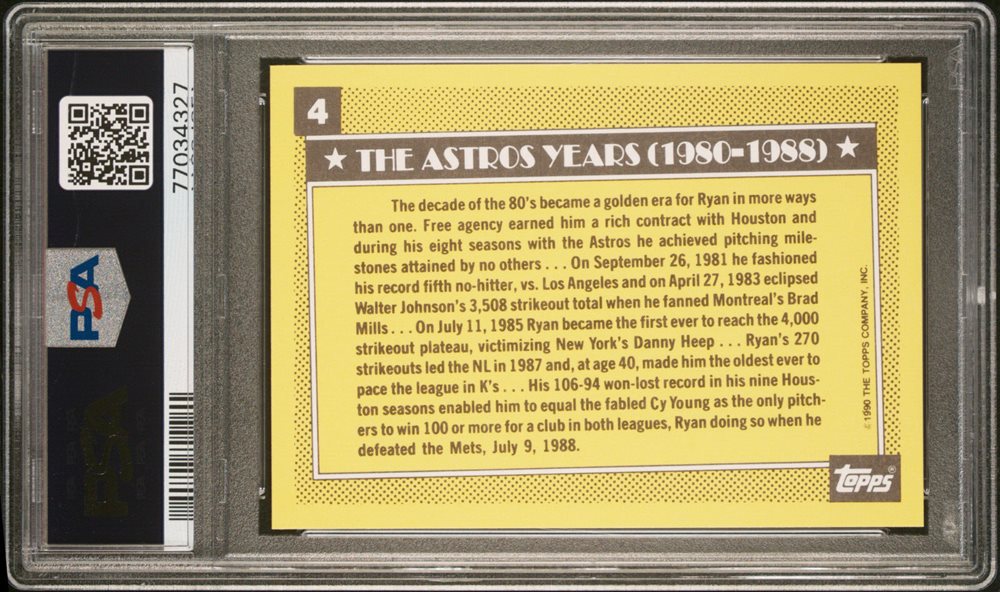 77034327
PSA
4
★ THE ASTROS YEARS (1980-1988) ★
The decade of the 80's became a golden era for Ryan in more ways
than one. Free agency earned him a rich contract with Houston and
during his eight seasons with the Astros he achieved pitching mile-
stones attained by no others . . . On September 26, 1981 he fashioned
his record fifth no-hitter, vs. Los Angeles and on April 27, 1983 eclipsed
Walter Johnson's 3,508 strikeout total when he fanned Montreal's Brad
Mills . . . On July 11, 1985 Ryan became the first ever to reach the 4,000
strikeout plateau, victimizing New York's Danny Heep . . . Ryan's 270
strikeouts led the NL in 1987 and, at age 40, made him the oldest ever to
pace the league in K's . . . His 106-94 won-lost record in his nine Hous-
ton seasons enabled him to equal the fabled Cy Young as the only pitch-
ers to win 100 or more for a club in both leagues, Ryan doing so when he
defeated the Mets, July 9, 1988.
© 1990 THE TOPPS COMPANY, INC.
TOPPS®
PSA